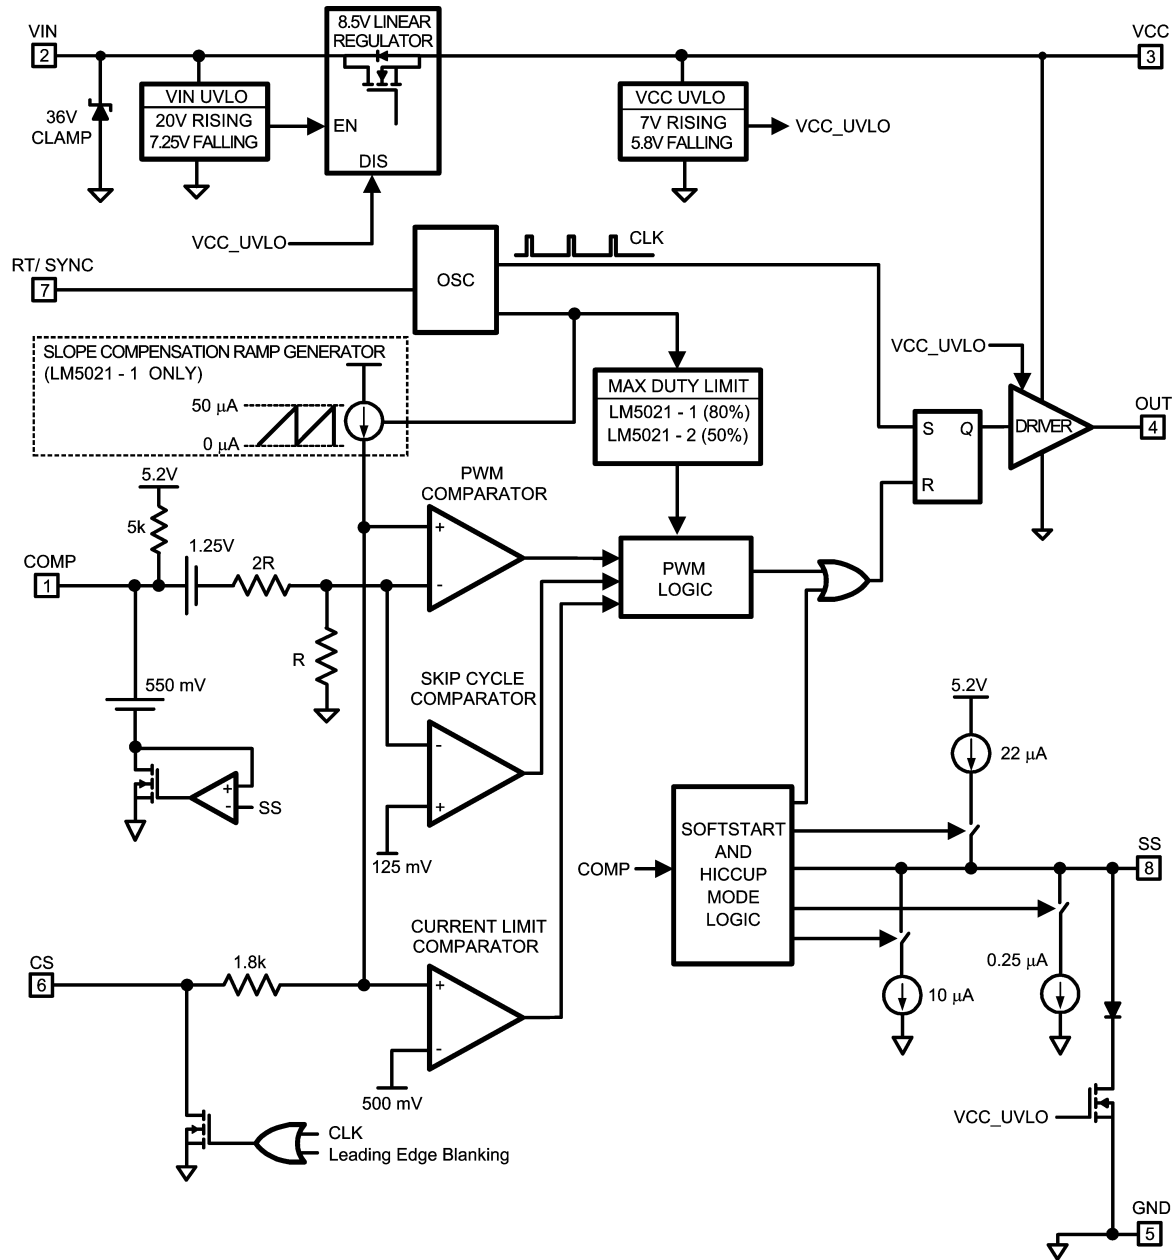 VIN
2
36V
CLAMP
VIN UVLO
20V RISING
7.25V FALLING
8.5V LINEAR
REGULATOR
EN
DIS
VCC_UVLO
VCC UVLO
7V RISING
5.8V FALLING
VCC_UVLO
VCC
3
RT/ SYNC
7
OSC
CLK
SLOPE COMPENSATION RAMP GENERATOR
(LM5021 - 1 ONLY)
50 μA
0 μA
MAX DUTY LIMIT
LM5021 - 1 (80%)
LM5021 - 2 (50%)
VCC_UVLO
S
Q
R
DRIVER
OUT
4
5.2V
5k
COMP
1
1.25V
2R
R
PWM
COMPARATOR
+
-
PWM
LOGIC
550 mV
+
-
SS
SKIP CYCLE
COMPARATOR
-
+
125 mV
5.2V
22 μA
COMP
SOFTSTART
AND
HICCUP
MODE
LOGIC
SS
8
10 μA
0.25 μA
CS
6
1.8k
CURRENT LIMIT
COMPARATOR
+
-
500 mV
CLK
Leading Edge Blanking
VCC_UVLO
GND
5